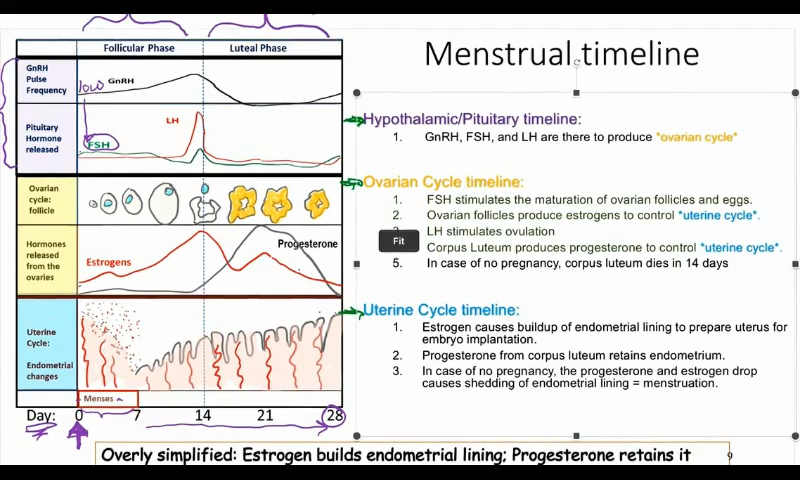 Follicular Phase
Luteal Phase
Menstrual timeline
GnRH
Pulse
Frequency
low
GnRH
Pituitary
Hormone
released
LH
FSH
Ovarian
cycle:
follicle
Hormones
released
from the
ovaries
Estrogens
Progesterone
Uterine
Cycle:
Endometrial
changes
Menses
Day: 0 7 14 21 28
Hypothalamic/Pituitary timeline:
1. GnRH, FSH, and LH are there to produce *ovarian cycle*
Ovarian Cycle timeline:
1. FSH stimulates the maturation of ovarian follicles and eggs.
2. Ovarian follicles produce estrogens to control *uterine cycle*.
LH stimulates ovulation
Fit
Corpus Luteum produces progesterone to control *uterine cycle*.
5. In case of no pregnancy, corpus luteum dies in 14 days
Uterine Cycle timeline:
1. Estrogen causes buildup of endometrial lining to prepare uterus for
embryo implantation.
2. Progesterone from corpus luteum retains endometrium.
3. In case of no pregnancy, the progesterone and estrogen drop
causes shedding of endometrial lining = menstruation.
Overly simplified: Estrogen builds endometrial lining; Progesterone retains it
9